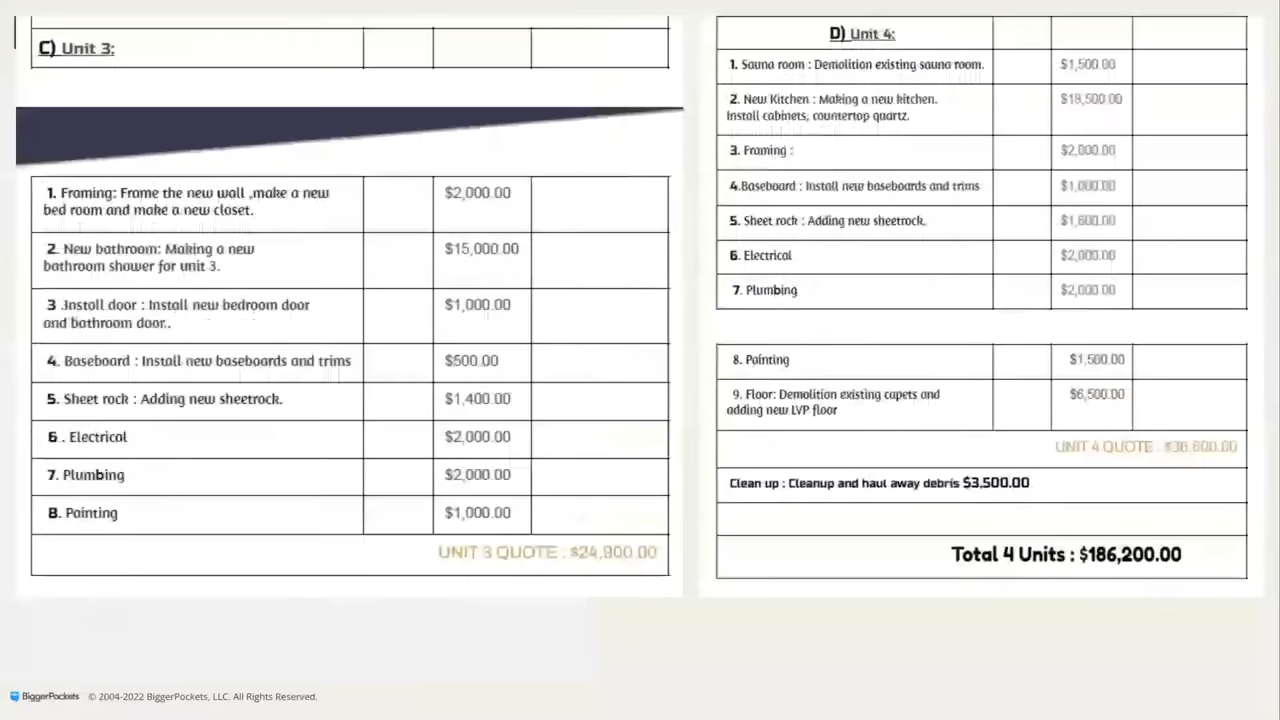 C) Unit 3:
1. Framing: Frame the new wall ,make a new
bed room and make a new closet.
$2,000.00
2. New bathroom: Making a new
bathroom shower for unit 3.
$15,000.00
3 .Install door : Install new bedroom door
and bathroom door..
$1,000.00
4. Baseboard : Install new baseboards and trims
$500.00
5. Sheet rock : Adding new sheetrock.
$1,400.00
6 . Electrical
$2,000.00
7. Plumbing
$2,000.00
8. Painting
$1,000.00
UNIT 3 QUOTE : $24,900.00
D) Unit 4:
1. Sauna room : Demolition existing sauna room.
$1,500.00
2. New Kitchen : Making a new kitchen.
Install cabinets, countertop quartz.
3. Framing :
$2,000.00
4.Baseboard : Install new baseboards and trims
$1,000.00
5. Sheet rock : Adding new sheetrock.
$1,600.00
6. Electrical
$2,000.00
7. Plumbing
$2,000.00
8. Painting
$1,500.00
9. Floor: Demolition existing capets and
adding new LVP floor
$6,500.00
UNIT 4 QUOTE : $36,600.00
Clean up : Cleanup and haul away debris $3,500.00
Total 4 Units : $186,200.00
BiggerPockets © 2004-2022 BiggerPockets, LLC. All Rights Reserved.